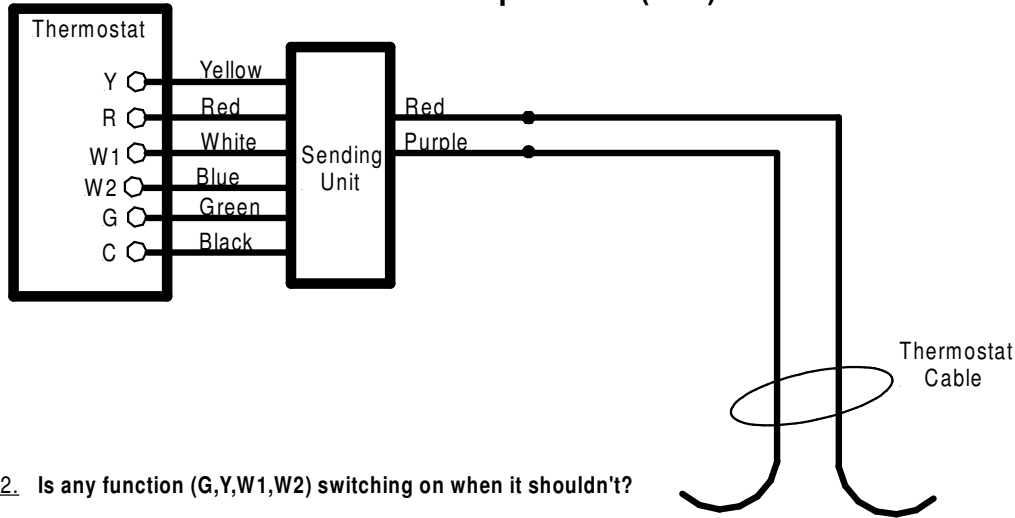 Thermostat
Y Yellow
R Red Red
W1 White Purple
Sending
Unit
W2 Blue
G Green
C Black
Thermostat
Cable
2. Is any function (G,Y,W1,W2) switching on when it shouldn't?